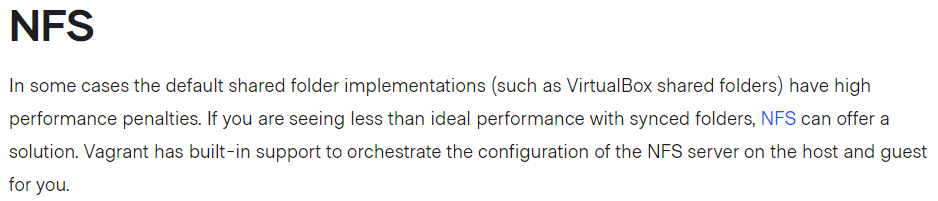 NFS
In some cases the default shared folder implementations (such as VirtualBox shared folders) have high
performance penalties. If you are seeing less than ideal performance with synced folders, NFS can offer a
solution. Vagrant has built-in support to orchestrate the configuration of the NFS server on the host and guest
for you.